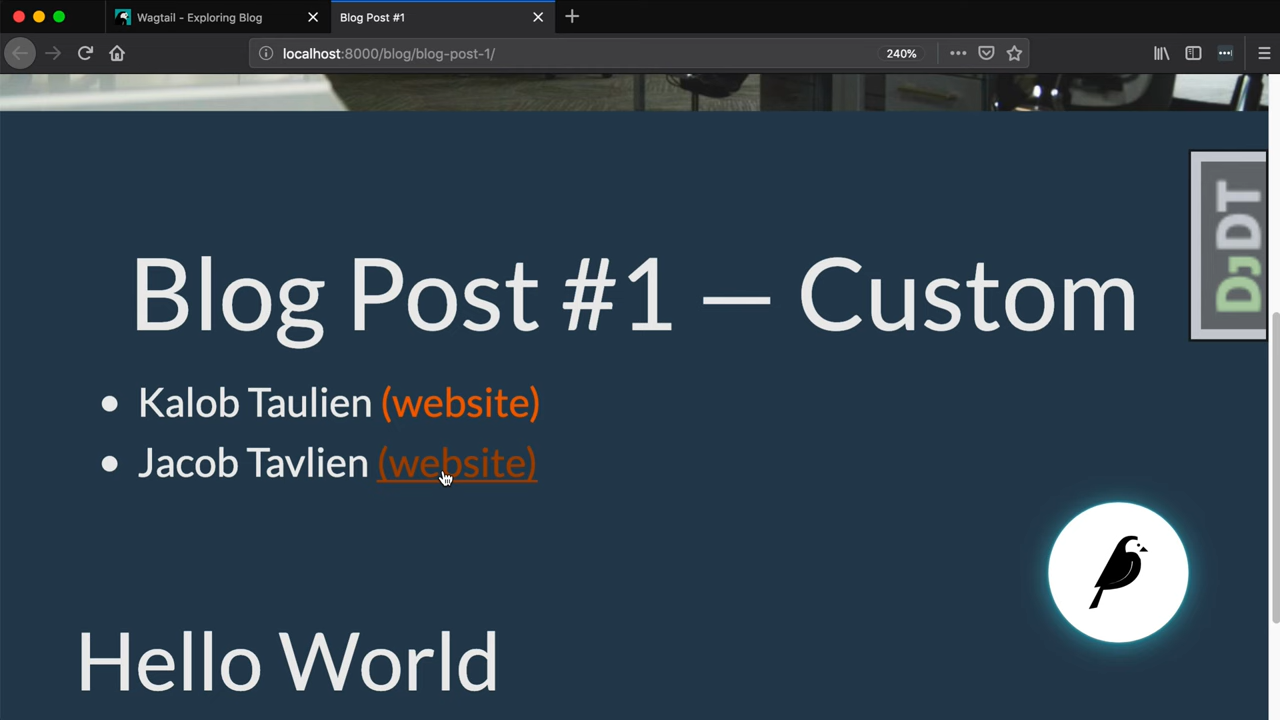 Wagtail - Exploring Blog
Blog Post #1
localhost:8000/blog/blog-post-1/
240%
DjDT
Blog Post #1 — Custom
Kalob Taulien (website)
Jacob Tavlien (website)
Hello World